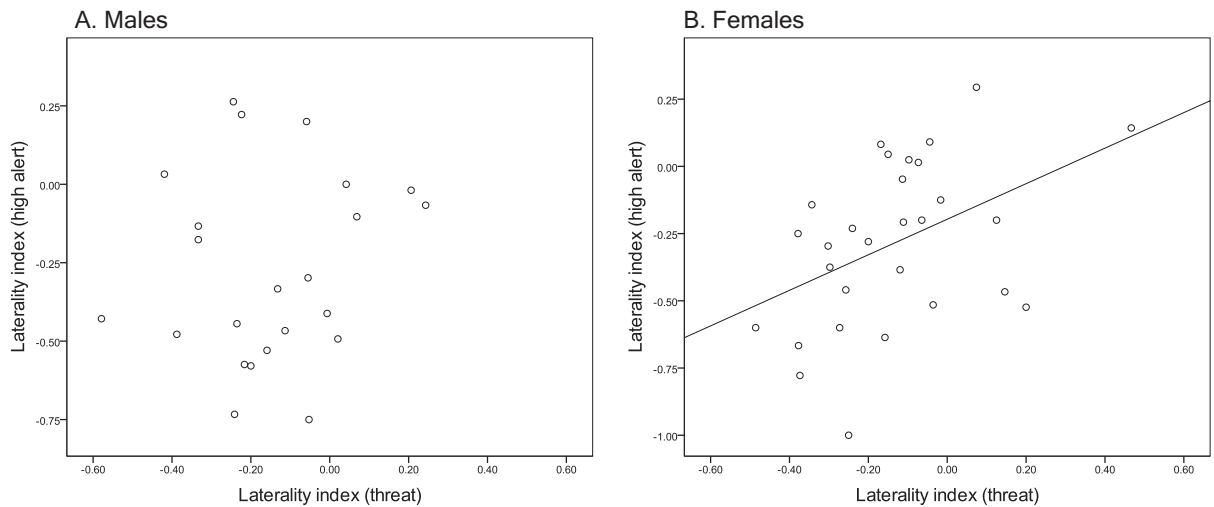 A. Males
Laterality index (high alert)
0.25
0.00
-0.25
-0.50
-0.75
-0.60 -0.40 -0.20 0.00 0.20 0.40 0.60
Laterality index (threat)
B. Females
Laterality index (high alert)
0.25
0.00
-0.25
-0.50
-0.75
-1.00
-0.60 -0.40 -0.20 0.00 0.20 0.40 0.60
Laterality index (threat)